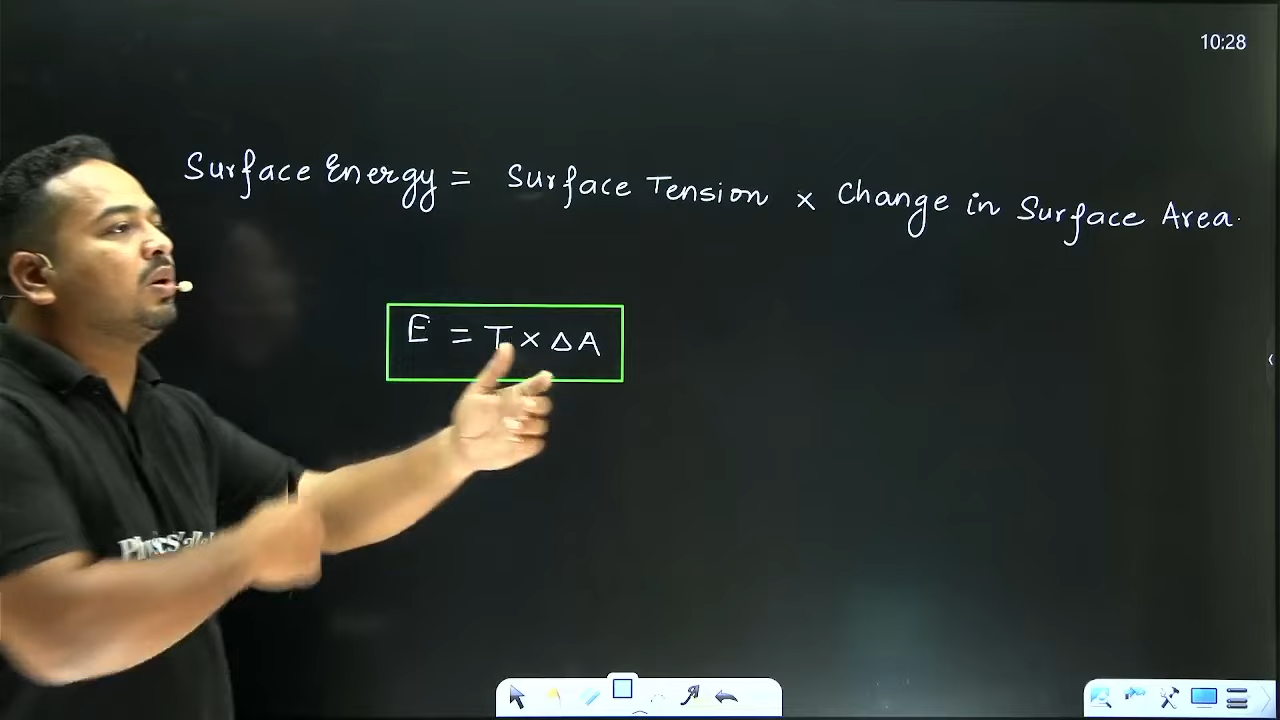 10:28
Surface Energy = Surface Tension × Change in Surface Area.
E = T × ΔA